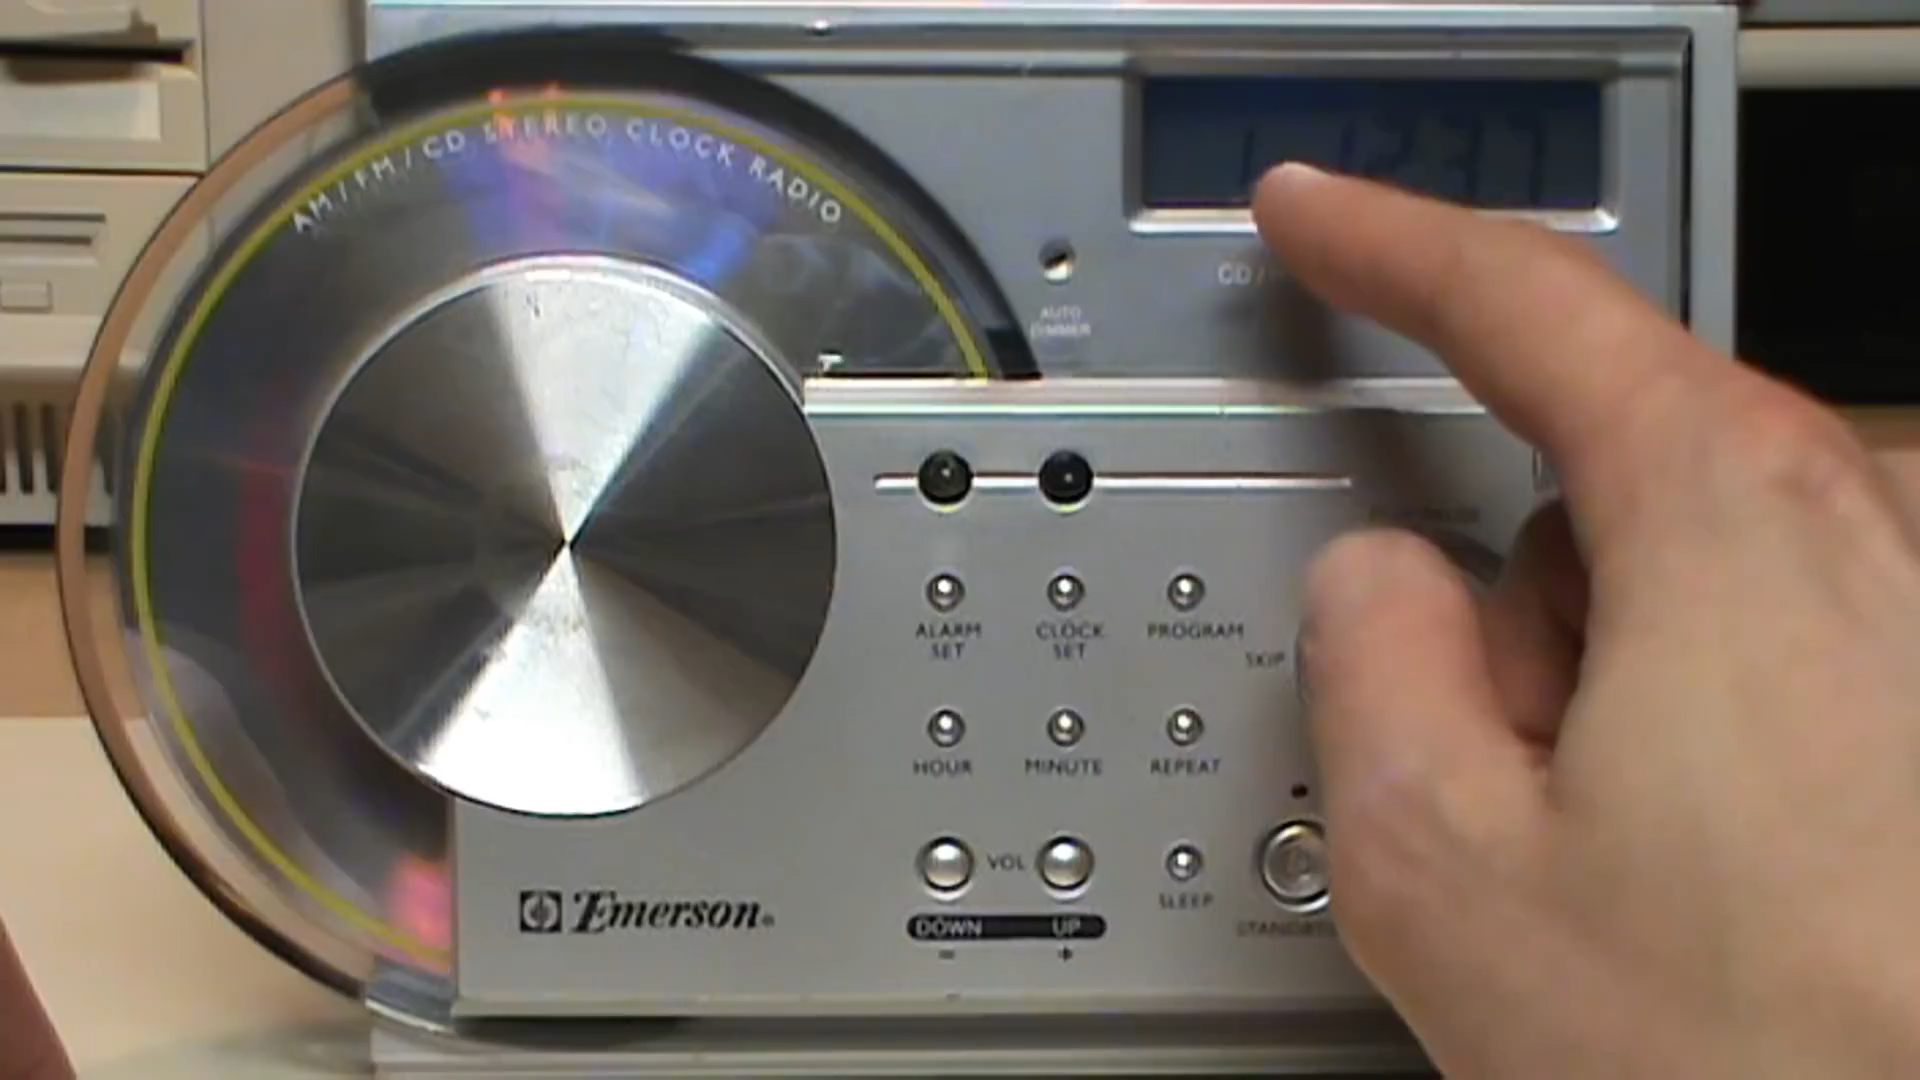 AM / FM / CD STEREO CLOCK RADIO
CD /
AUTO
DIMMER
ALARM
SET
CLOCK
SET
PROGRAM
SKIP
HOUR
MINUTE
REPEAT
VOL
SLEEP
DOWN
UP
-
+
Emerson